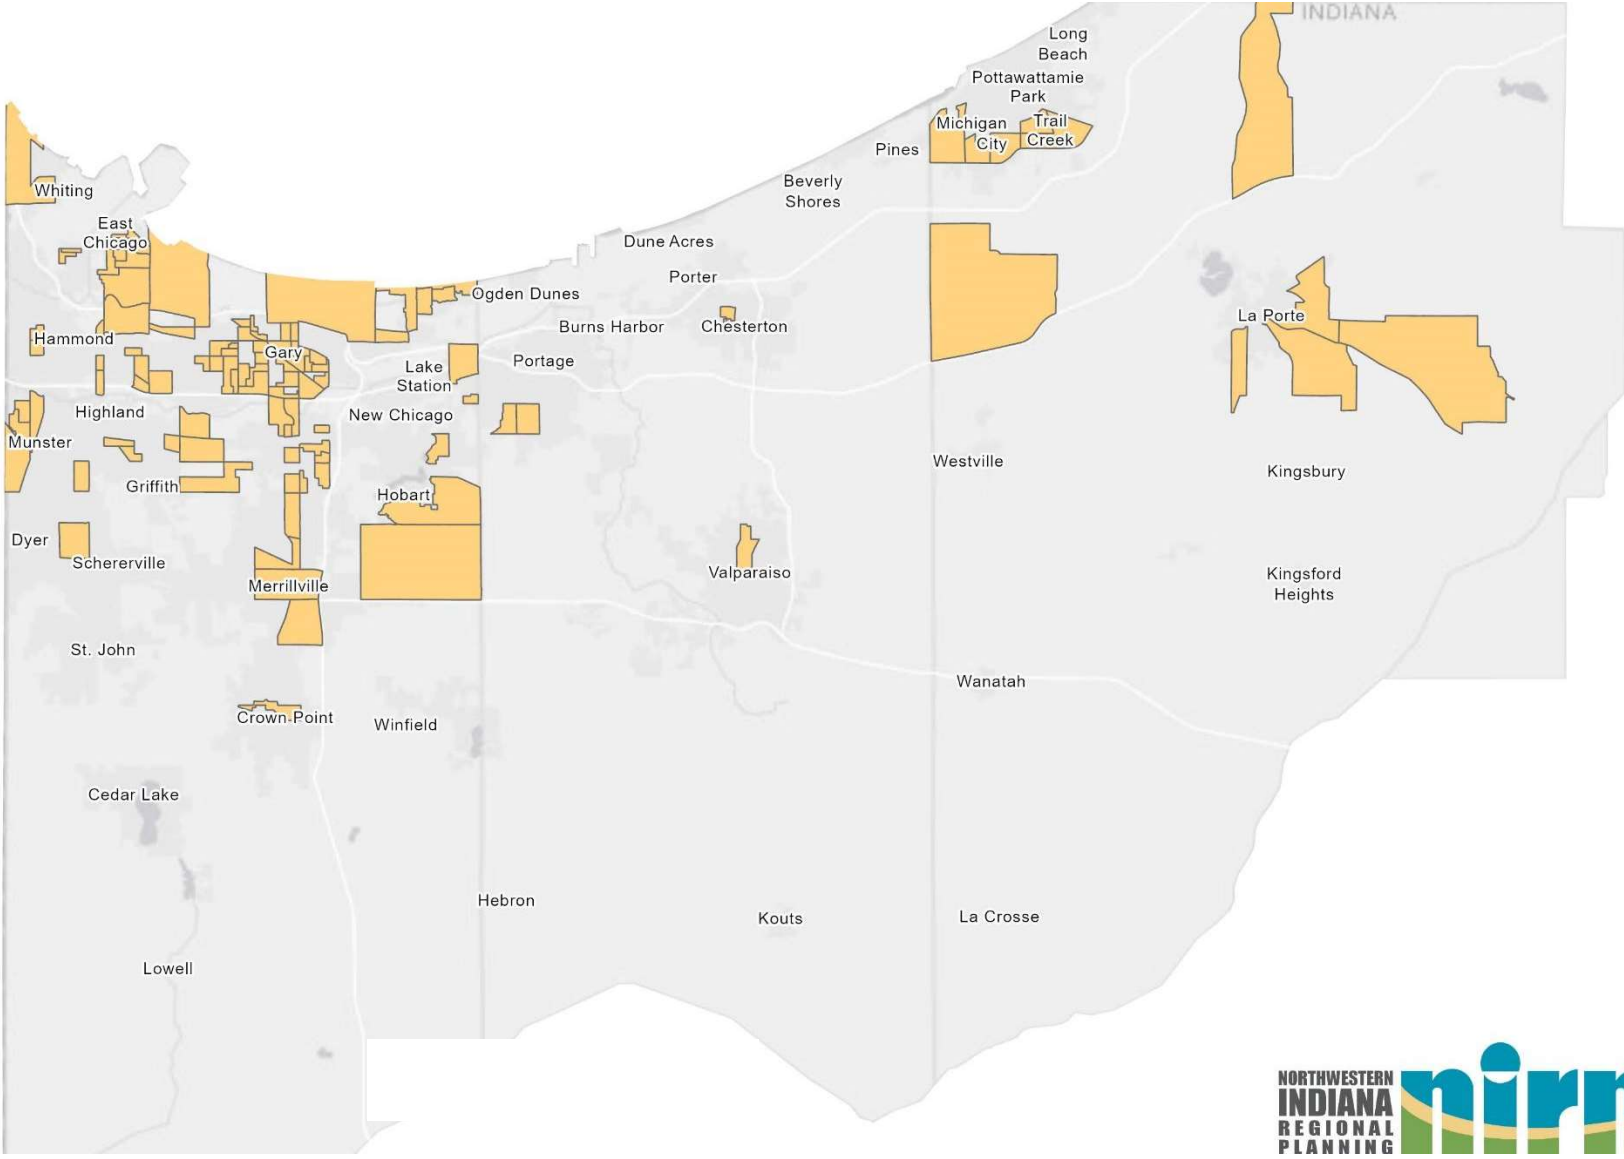 INDIANA
Long
Beach
Pottawattamie
Park
Michigan
City
Trail
Creek
Pines
Whiting
Beverly
Shores
East
Chicago
Dune Acres
Porter
Ogden Dunes
Burns Harbor
Chesterton
La Porte
Hammond
Gary
Lake
Station
Portage
Highland
New Chicago
Munster
Westville
Kingsbury
Griffith
Hobart
Dyer
Schererville
Merrillville
Valparaiso
Kingsford
Heights
St. John
Wanatah
Crown Point
Winfield
Cedar Lake
Hebron
Kouts
La Crosse
Lowell
NORTHWESTERN
INDIANA
REGIONAL
PLANNING